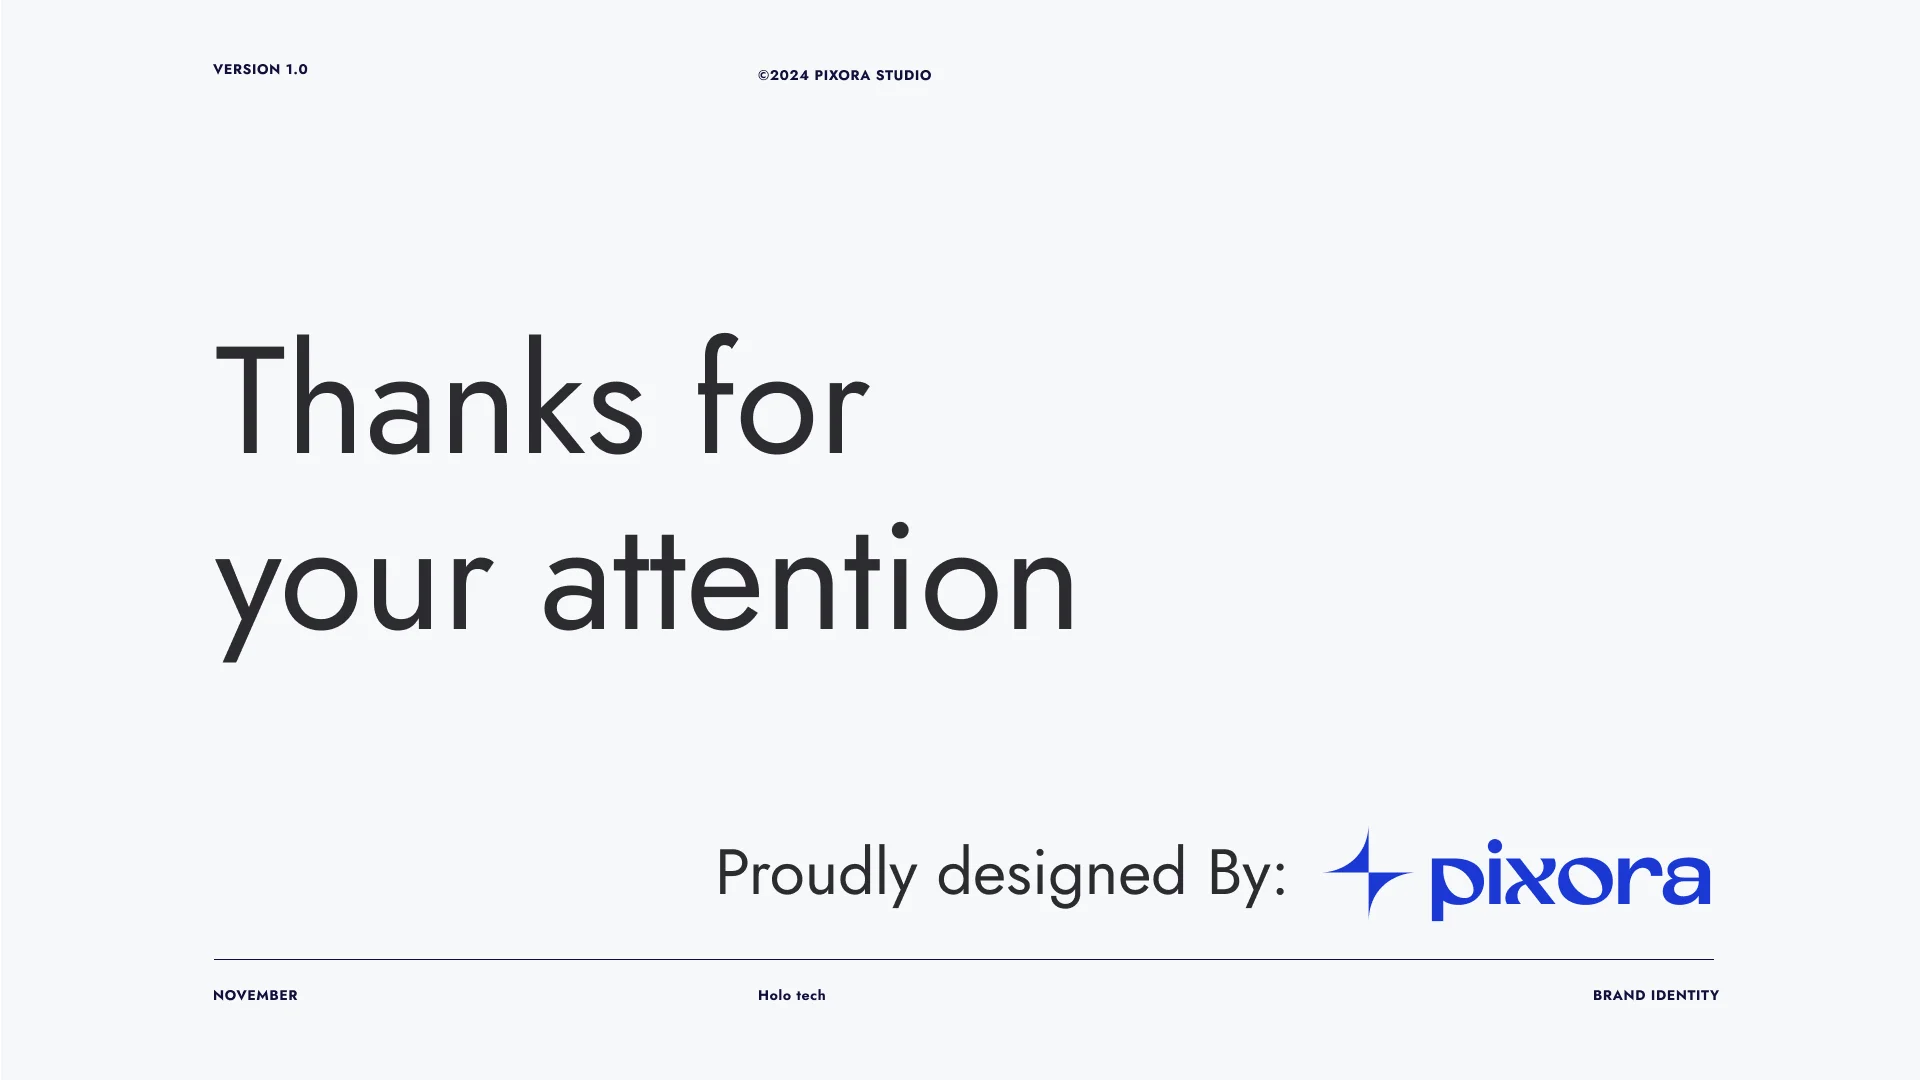 VERSION 1.0
©2024 PIXORA STUDIO
Thanks for
your attention
Proudly designed By: pixora
NOVEMBER
Holo tech
BRAND IDENTITY